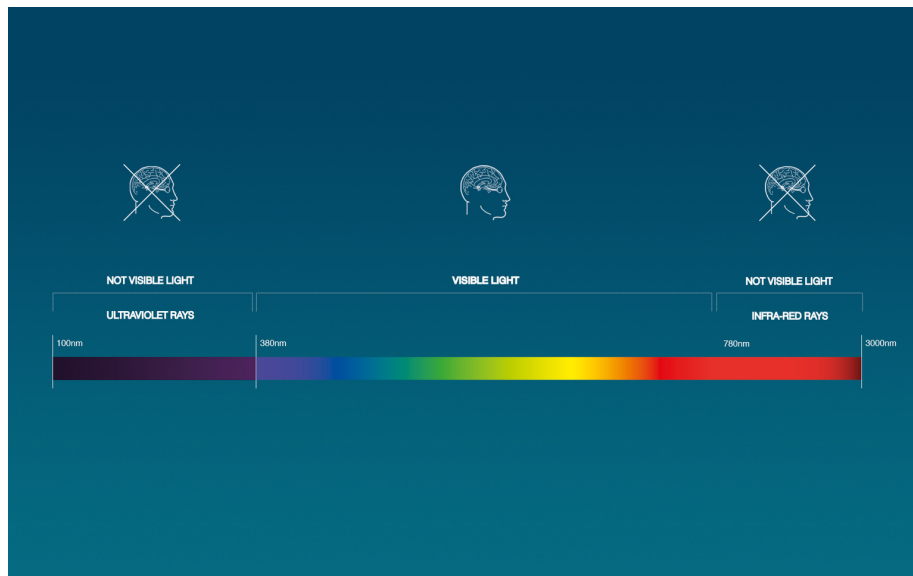 NOT VISIBLE LIGHT
VISIBLE LIGHT
NOT VISIBLE LIGHT
ULTRAVIOLET RAYS
INFRA-RED RAYS
100nm
380nm
780nm
3000nm